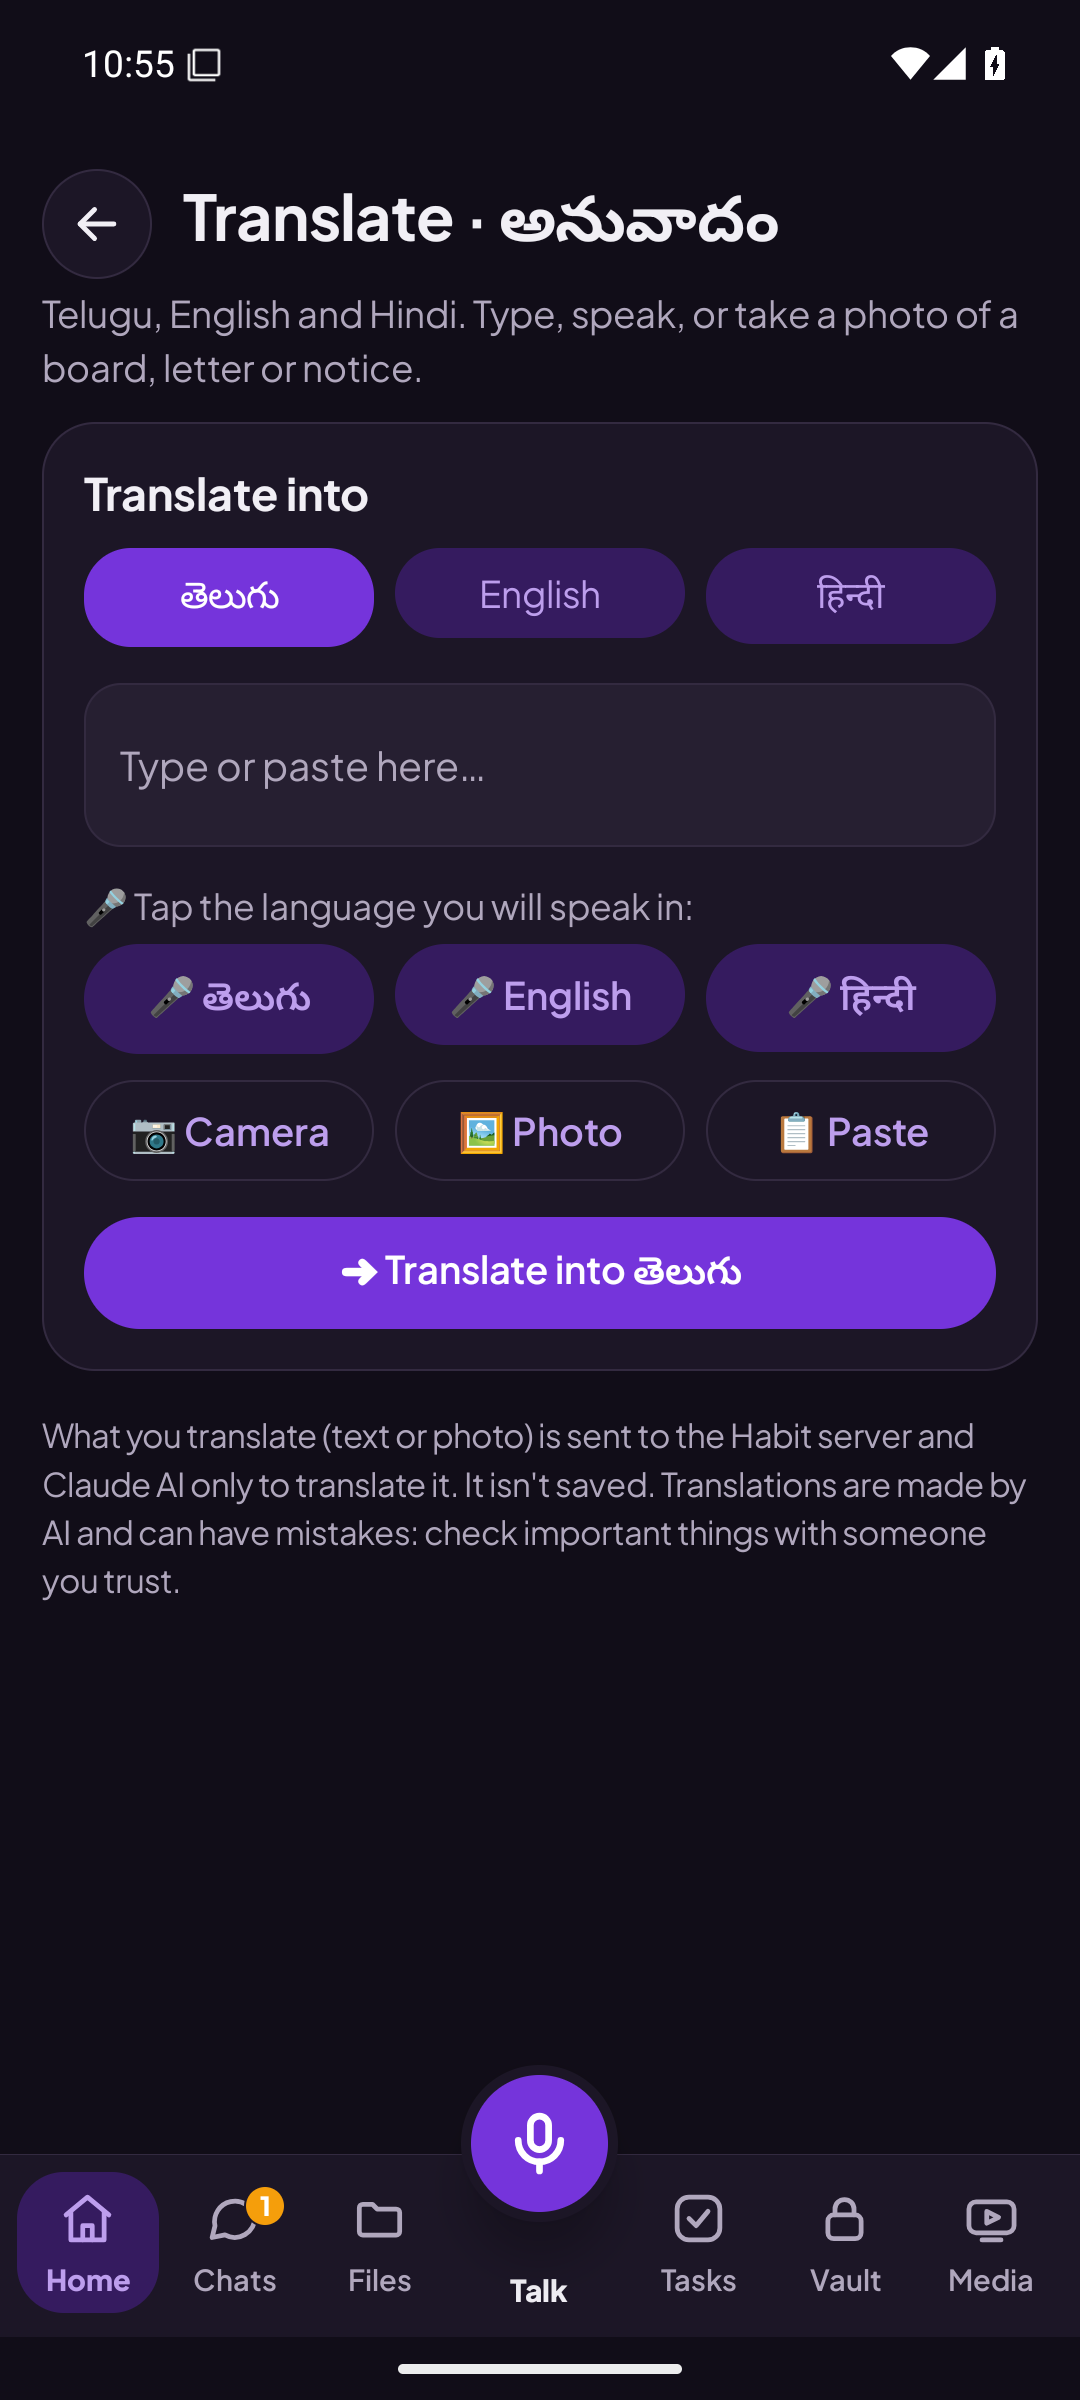 10:55
Translate · అనువాదం
Telugu, English and Hindi. Type, speak, or take a photo of a
board, letter or notice.
Translate into
తెలుగు English हिन्दी
Type or paste here...
🎤 Tap the language you will speak in:
🎤 తెలుగు 🎤 English 🎤 हिन्दी
📷 Camera 🖼️ Photo 📋 Paste
➜ Translate into తెలుగు
What you translate (text or photo) is sent to the Habit server and
Claude AI only to translate it. It isn't saved. Translations are made by
AI and can have mistakes: check important things with someone
you trust.
1
Home Chats Files Talk Tasks Vault Media